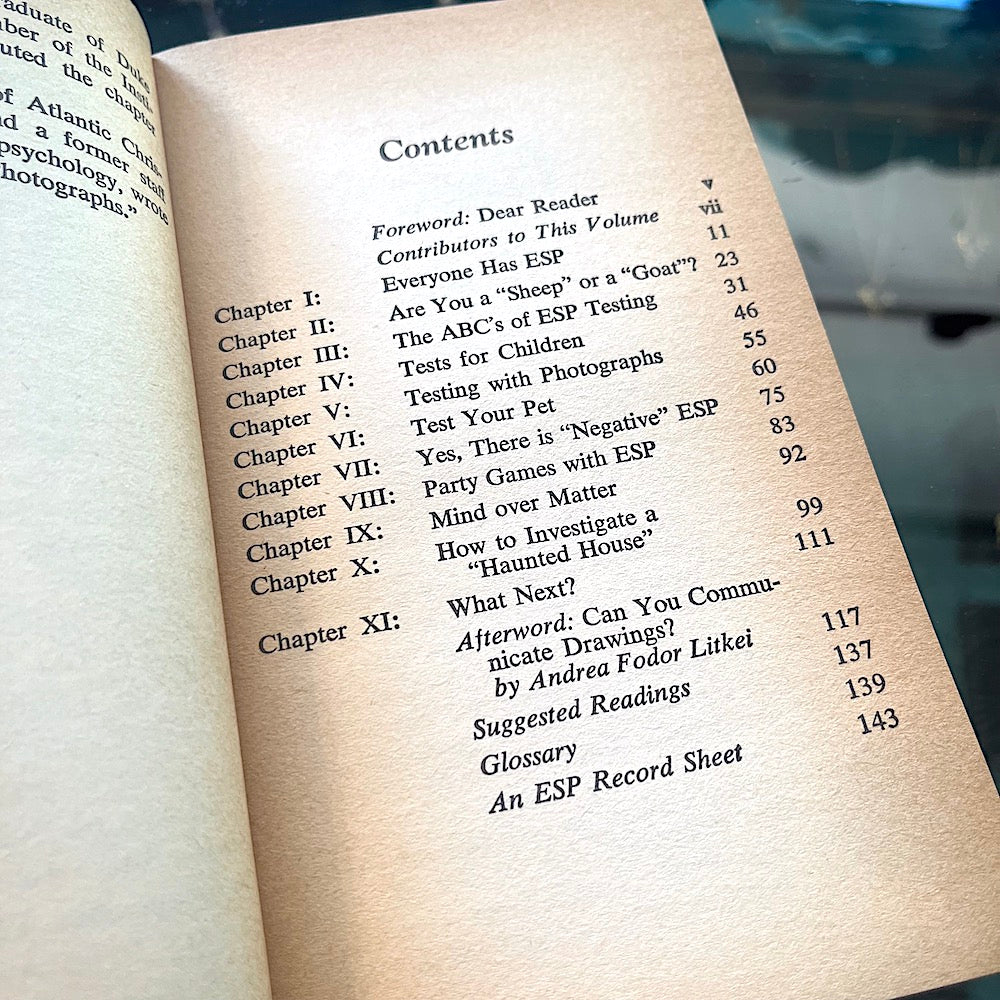 aduate of Duke
ber of the Insti-
uted the chapter
of Atlantic Chris-
d a former staff
psychology, wrote
hotographs.”
Contents
Foreword: Dear Reader v
Contributors to This Volume vii
Chapter I: Everyone Has ESP 11
Chapter II: Are You a “Sheep” or a “Goat”? 23
Chapter III: The ABC’s of ESP Testing 31
Chapter IV: Tests for Children 46
Chapter V: Testing with Photographs 55
Chapter VI: Test Your Pet 60
Chapter VII: Yes, There is “Negative” ESP 75
Chapter VIII: Party Games with ESP 83
Chapter IX: Mind over Matter 92
Chapter X: How to Investigate a
“Haunted House” 99
Chapter XI: What Next? 111
Afterword: Can You Commu-
nicate Drawings?
by Andrea Fodor Litkei 117
Suggested Readings 137
Glossary 139
An ESP Record Sheet 143